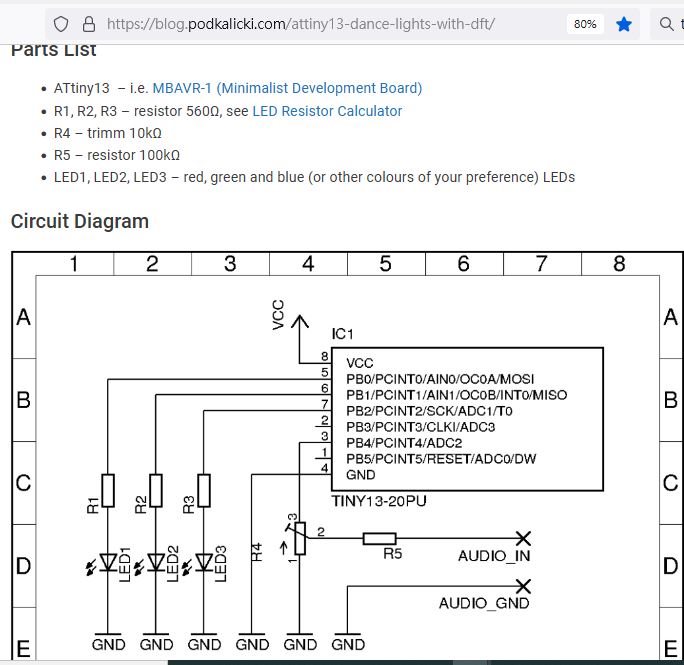 https://blog.podkalicki.com/attiny13-dance-lights-with-dft/
80%
Parts List
ATtiny13 – i.e. MBAVR-1 (Minimalist Development Board)
R1, R2, R3 – resistor 560Ω, see LED Resistor Calculator
R4 – trimm 10kΩ
R5 – resistor 100kΩ
LED1, LED2, LED3 – red, green and blue (or other colours of your preference) LEDs
Circuit Diagram
1 2 3 4 5 6 7 8
A A
VCC
IC1
8 VCC
5 PB0/PCINT0/AIN0/OC0A/MOSI
6 PB1/PCINT1/AIN1/OC0B/INT0/MISO
B B
7 PB2/PCINT2/SCK/ADC1/T0
2 PB3/PCINT3/CLKI/ADC3
3 PB4/PCINT4/ADC2
1 PB5/PCINT5/RESET/ADC0/DW
4 GND
C C
TINY13-20PU
R1 R2 R3
3
2
R4
R5
1
AUDIO_IN
LED1 LED2 LED3
D D
AUDIO_GND
GND GND GND GND GND GND
E E